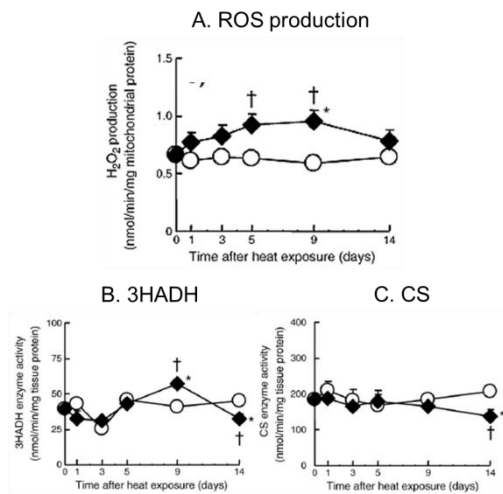 A. ROS production
H₂O₂ production
(nmol/min/mg mitochondrial protein)
1.5
1.0
0.5
0
†
†
*
0 1 3 5 9 14
Time after heat exposure (days)
B. 3HADH
3HADH enzyme activity
(nmol/min/mg tissue protein)
100
75
50
25
0
†
*
*
†
0 1 3 5 9 14
Time after heat exposure (days)
C. CS
CS enzyme activity
(nmol/min/mg tissue protein)
400
300
200
100
0
*
†
0 1 3 5 9 14
Time after heat exposure (days)